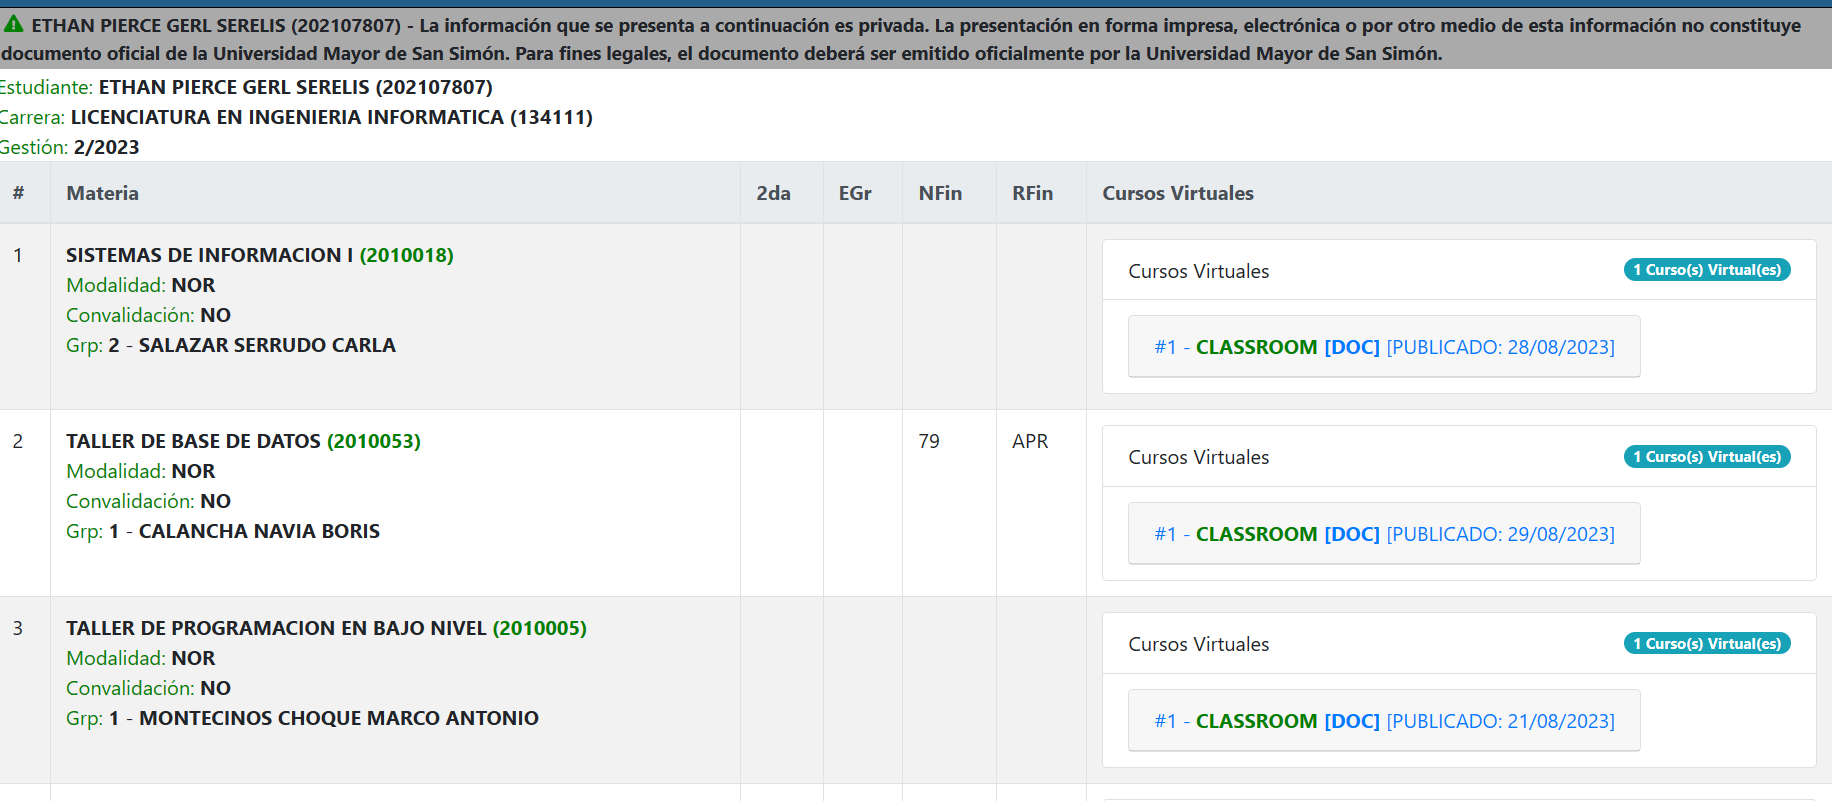 ETHAN PIERCE GERL SERELIS (202107807) - La información que se presenta a continuación es privada. La presentación en forma impresa, electrónica o por otro medio de esta información no constituye
documento oficial de la Universidad Mayor de San Simón. Para fines legales, el documento deberá ser emitido oficialmente por la Universidad Mayor de San Simón.
Estudiante: ETHAN PIERCE GERL SERELIS (202107807)
Carrera: LICENCIATURA EN INGENIERIA INFORMATICA (134111)
Gestión: 2/2023
# Materia 2da EGr NFin RFin Cursos Virtuales
1 SISTEMAS DE INFORMACION I (2010018)
Modalidad: NOR
Convalidación: NO
Grp: 2 - SALAZAR SERRUDO CARLA
Cursos Virtuales 1 Curso(s) Virtual(es)
#1 - CLASSROOM [DOC] [PUBLICADO: 28/08/2023]
2 TALLER DE BASE DE DATOS (2010053) 79 APR
Modalidad: NOR
Convalidación: NO
Grp: 1 - CALANCHA NAVIA BORIS
Cursos Virtuales 1 Curso(s) Virtual(es)
#1 - CLASSROOM [DOC] [PUBLICADO: 29/08/2023]
3 TALLER DE PROGRAMACION EN BAJO NIVEL (2010005)
Modalidad: NOR
Convalidación: NO
Grp: 1 - MONTECINOS CHOQUE MARCO ANTONIO
Cursos Virtuales 1 Curso(s) Virtual(es)
#1 - CLASSROOM [DOC] [PUBLICADO: 21/08/2023]